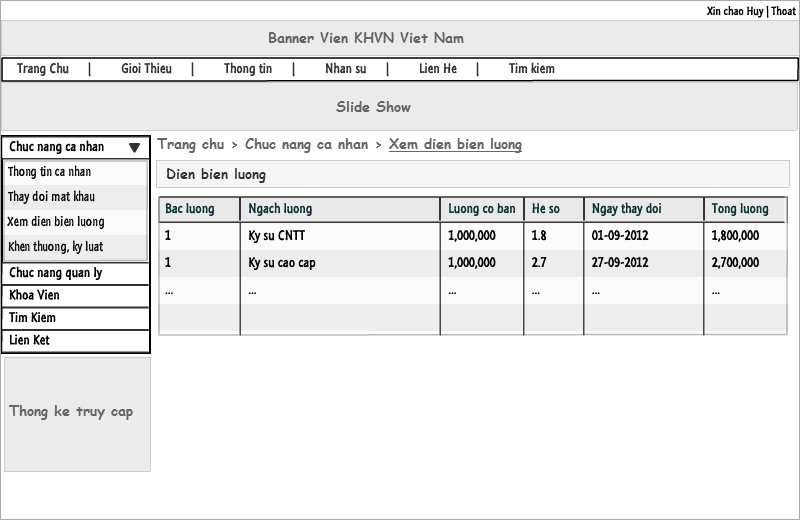 Xin chao Huy | Thoat
Banner Vien KHVN Viet Nam
Trang Chu | Gioi Thieu | Thong tin | Nhan su | Lien He | Tim kiem
Slide Show
Chuc nang ca nhan
Thong tin ca nhan
Thay doi mat khau
Xem dien bien luong
Khen thuong, ky luat
Chuc nang quan ly
Khoa Vien
Tim Kiem
Lien Ket
Thong ke truy cap
Trang chu > Chuc nang ca nhan > Xem dien bien luong
Dien bien luong
Bac luong Ngach luong Luong co ban He so Ngay thay doi Tong luong
1 Ky su CNTT 1,000,000 1.8 01-09-2012 1,800,000
1 Ky su cao cap 1,000,000 2.7 27-09-2012 2,700,000
... ... ... ... ... ...